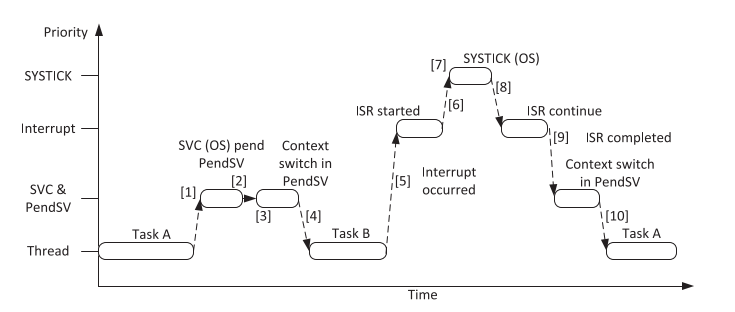 Priority
SYSTICK (OS)
[7]
SYSTICK
[8]
[6]
ISR started
ISR continue
Interrupt
[9]
ISR completed
SVC (OS) pend
PendSV
Context
switch in
PendSV
Context switch
in PendSV
Interrupt
occurred
[5]
[2]
[1]
SVC &
PendSV
[3]
[4]
[10]
Task A
Task B
Task A
Thread
Time